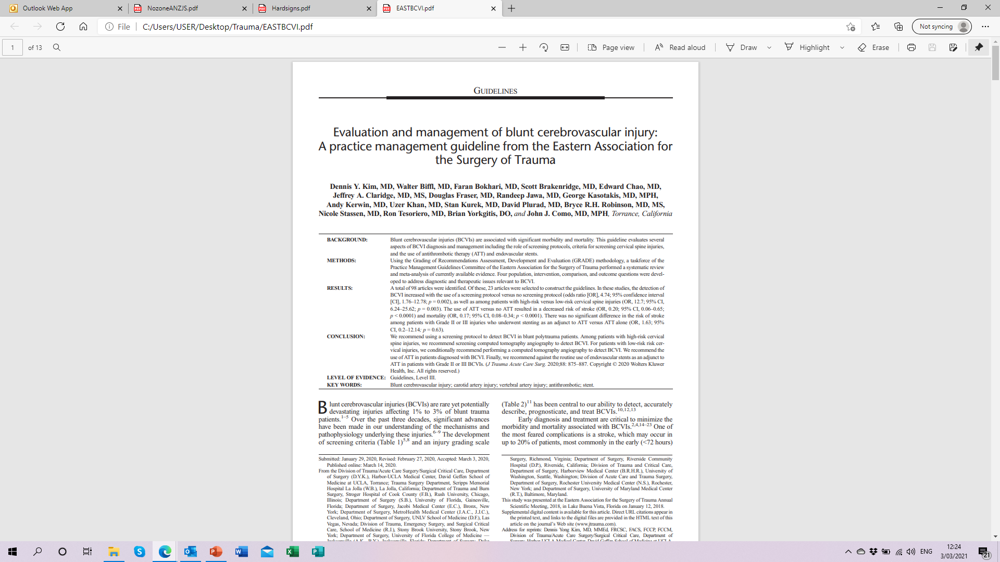 Outlook Web App
NozoneANZJS.pdf
Hardsigns.pdf
EASTBCVI.pdf
File
C:/Users/USER/Desktop/Trauma/EASTBCVI.pdf
Not syncing
1 of 13
Page view
Read aloud
Draw
Highlight
Erase
GUIDELINES
Evaluation and management of blunt cerebrovascular injury:
A practice management guideline from the Eastern Association for
the Surgery of Trauma
Dennis Y. Kim, MD, Walter Biffl, MD, Faran Bokhari, MD, Scott Brakenridge, MD, Edward Chao, MD,
Jeffrey A. Claridge, MD, MS, Douglas Fraser, MD, Randeep Jawa, MD, George Kasotakis, MD, MPH,
Andy Kerwin, MD, Uzer Khan, MD, Stan Kurek, MD, David Plurad, MD, Bryce R.H. Robinson, MD, MS,
Nicole Stassen, MD, Ron Tesoriero, MD, Brian Yorkgitis, DO, and John J. Como, MD, MPH, Torrance, California
BACKGROUND: Blunt cerebrovascular injuries (BCVIs) are associated with significant morbidity and mortality. This guideline evaluates several
aspects of BCVI diagnosis and management including the role of screening protocols, criteria for screening cervical spine injuries,
and the use of antithrombotic therapy (ATT) and endovascular stents.
METHODS: Using the Grading of Recommendations Assessment, Development and Evaluation (GRADE) methodology, a taskforce of the
Practice Management Guidelines Committee of the Eastern Association for the Surgery of Trauma performed a systematic review
and meta-analysis of currently available evidence. Four population, intervention, comparison, and outcome questions were devel-
oped to address diagnostic and therapeutic issues relevant to BCVI.
RESULTS: A total of 98 articles were identified. Of these, 23 articles were selected to construct the guidelines. In these studies, the detection of
BCVI increased with the use of a screening protocol versus no screening protocol (odds ratio [OR], 4.74; 95% confidence interval
[CI], 1.76–12.78; p = 0.002), as well as among patients with high-risk versus low-risk cervical spine injuries (OR, 12.7; 95% CI,
6.24–25.62; p = 0.003). The use of ATT versus no ATT resulted in a decreased risk of stroke (OR, 0.20; 95% CI, 0.06–0.65;
p < 0.0001) and mortality (OR, 0.17; 95% CI, 0.08–0.34; p < 0.0001). There was no significant difference in the risk of stroke
among patients with Grade II or III injuries who underwent stenting as an adjunct to ATT versus ATT alone (OR, 1.63; 95%
CI, 0.2–12.14; p = 0.63).
CONCLUSION: We recommend using a screening protocol to detect BCVI in blunt polytrauma patients. Among patients with high-risk cervical
spine injuries, we recommend screening computed tomography angiography to detect BCVI. For patients with low-risk risk cer-
vical injuries, we conditionally recommend performing a computed tomography angiography to detect BCVI. We recommend the
use of ATT in patients diagnosed with BCVI. Finally, we recommend against the routine use of endovascular stents as an adjunct to
ATT in patients with Grade II or III BCVIs. (J Trauma Acute Care Surg. 2020;88: 875–887. Copyright © 2020 Wolters Kluwer
Health, Inc. All rights reserved.)
LEVEL OF EVIDENCE: Guidelines, Level III.
KEY WORDS: Blunt cerebrovascular injury; carotid artery injury; vertebral artery injury; antithrombotic; stent.
Blunt cerebrovascular injuries (BCVIs) are rare yet potentially
devastating injuries affecting 1% to 3% of blunt trauma
patients.1–5 Over the past three decades, significant advances
have been made in our understanding of the mechanisms and
pathophysiology underlying these injuries.6–9 The development
of screening criteria (Table 1)5,8 and an injury grading scale
(Table 2)11 has been central to our ability to detect, accurately
describe, prognosticate, and treat BCVIs.10,12,13
Early diagnosis and treatment are critical to minimize the
morbidity and mortality associated with BCVIs.2,4,14–23 One of
the most feared complications is a stroke, which may occur in
up to 20% of patients, most commonly in the early (<72 hours)
Submitted: January 29, 2020, Revised: February 27, 2020, Accepted: March 3, 2020,
Published online: March 14, 2020.
From the Division of Trauma/Acute Care Surgery/Surgical Critical Care, Department
of Surgery (D.Y.K.), Harbor-UCLA Medical Center, David Geffen School of
Medicine at UCLA, Torrance; Trauma Surgery Department, Scripps Memorial
Hospital La Jolla (W.B.), La Jolla, California; Department of Trauma and Burn
Surgery, Stroger Hospital of Cook County (F.B.), Rush University, Chicago,
Illinois; Department of Surgery (S.B.), University of Florida, Gainesville,
Florida; Department of Surgery, Jacobi Medical Center (E.C.), Bronx, New
York; Department of Surgery, MetroHealth Medical Center (J.A.C., J.J.C.),
Cleveland, Ohio; Department of Surgery, UNLV School of Medicine (D.F.), Las
Vegas, Nevada; Division of Trauma, Emergency Surgery, and Surgical Critical
Care, School of Medicine (R.J.), Stony Brook University, Stony Brook, New
York; Department of Surgery, University of Florida College of Medicine —
Surgery, Richmond, Virginia; Department of Surgery, Riverside Community
Hospital (D.P.), Riverside, California; Division of Trauma and Critical Care,
Department of Surgery, Harborview Medical Center (B.R.H.R.), University of
Washington, Seattle, Washington; Division of Acute Care and Trauma Surgery,
Department of Surgery, Rochester University Medical Center (N.S.), Rochester,
New York; and Department of Surgery, University of Maryland Medical Center
(R.T.), Baltimore, Maryland.
This study was presented at the Eastern Association for the Surgery of Trauma Annual
Scientific Meeting, 2018, in Lake Buena Vista, Florida on January 12, 2018.
Supplemental digital content is available for this article. Direct URL citations appear in
the printed text, and links to the digital files are provided in the HTML text of this
article on the journal's Web site (www.jtrauma.com).
Address for reprints: Dennis Yong Kim, MD, MMEd, FRCSC, FACS, FCCP, FCCM,
Division of Trauma/Acute Care Surgery/Surgical Critical Care, Department of
ENG
12:24
3/03/2021
21